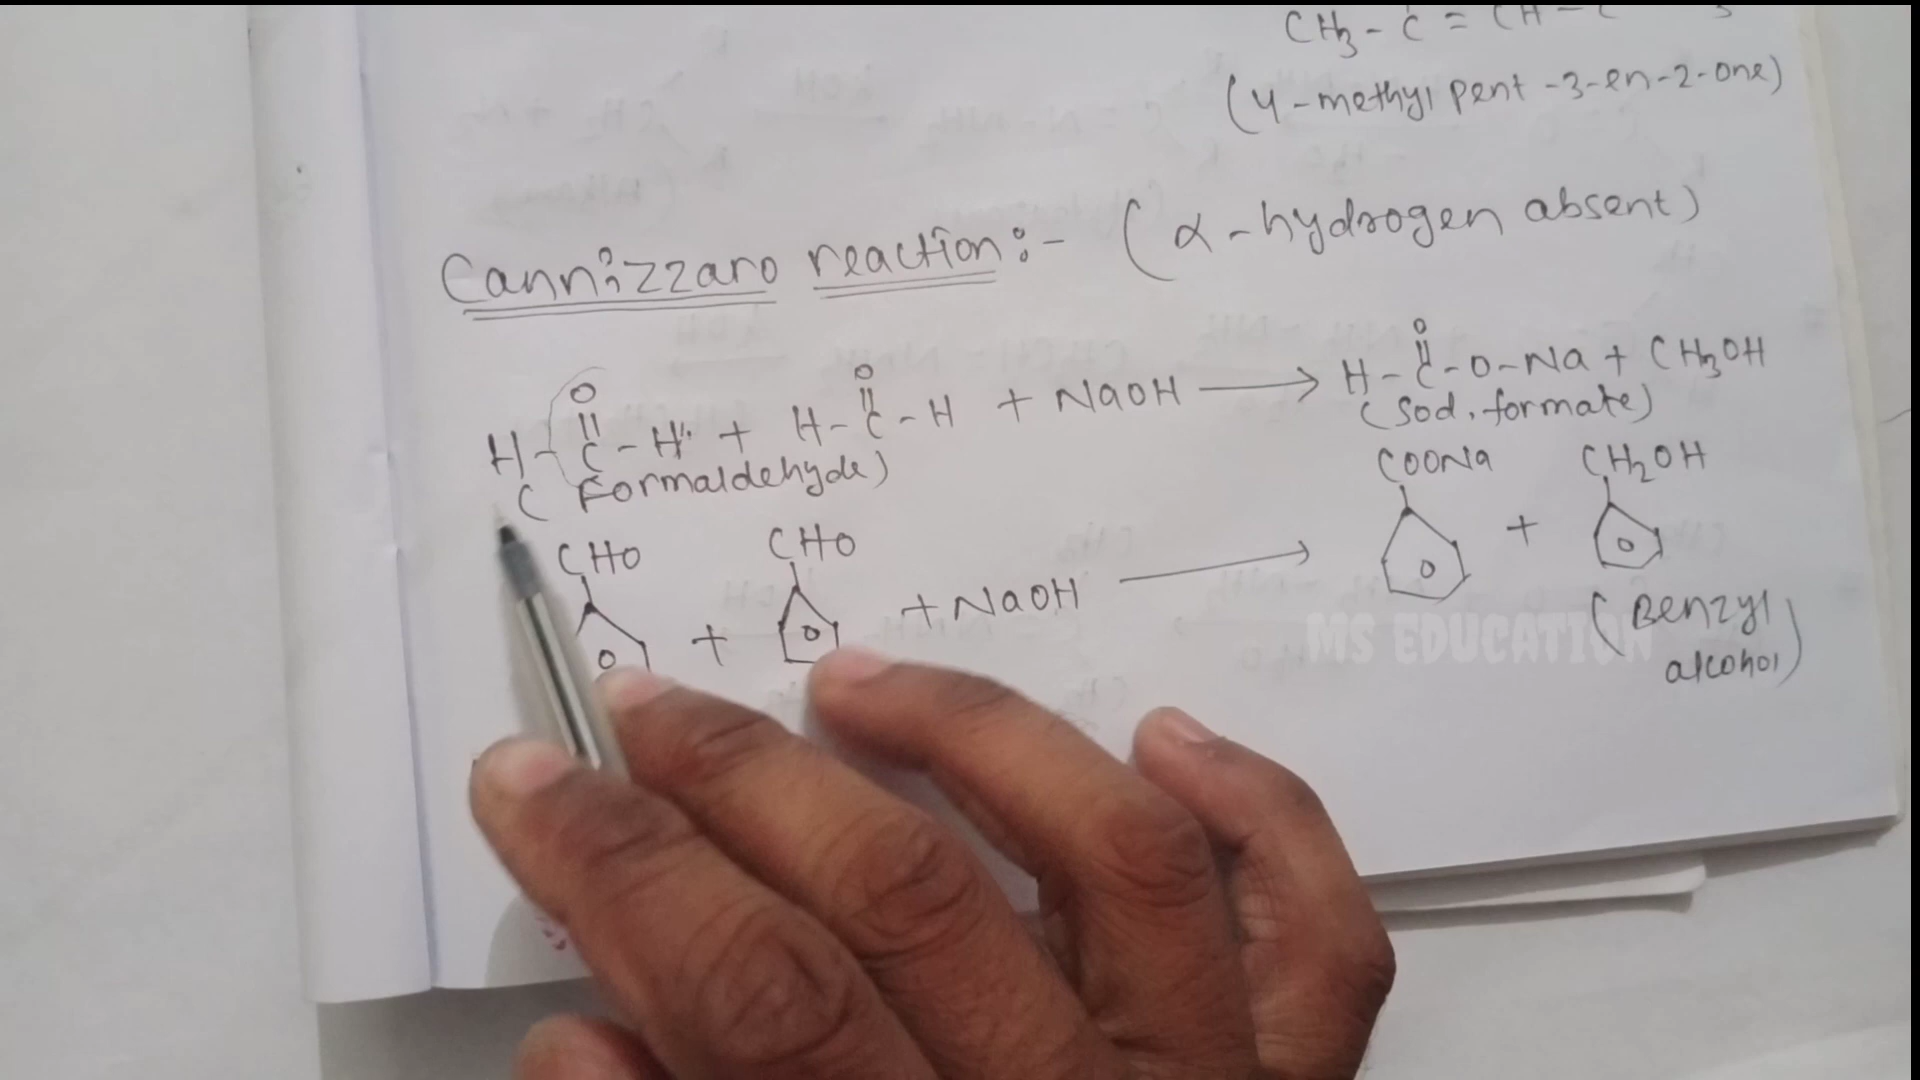 CH3 - C = CH - C
(4-methyl pent-3-en-2-one)
Cannizzaro reaction:- (α-hydrogen absent)
O O O
H - C - H + H - C - H + NaOH → H - C - O - Na + CH3OH
(Formaldehyde) (Sod. formate)
CHO CHO COONa CH2OH
+ + NaOH → +
(Benzyl
alcohol)
MS EDUCATION